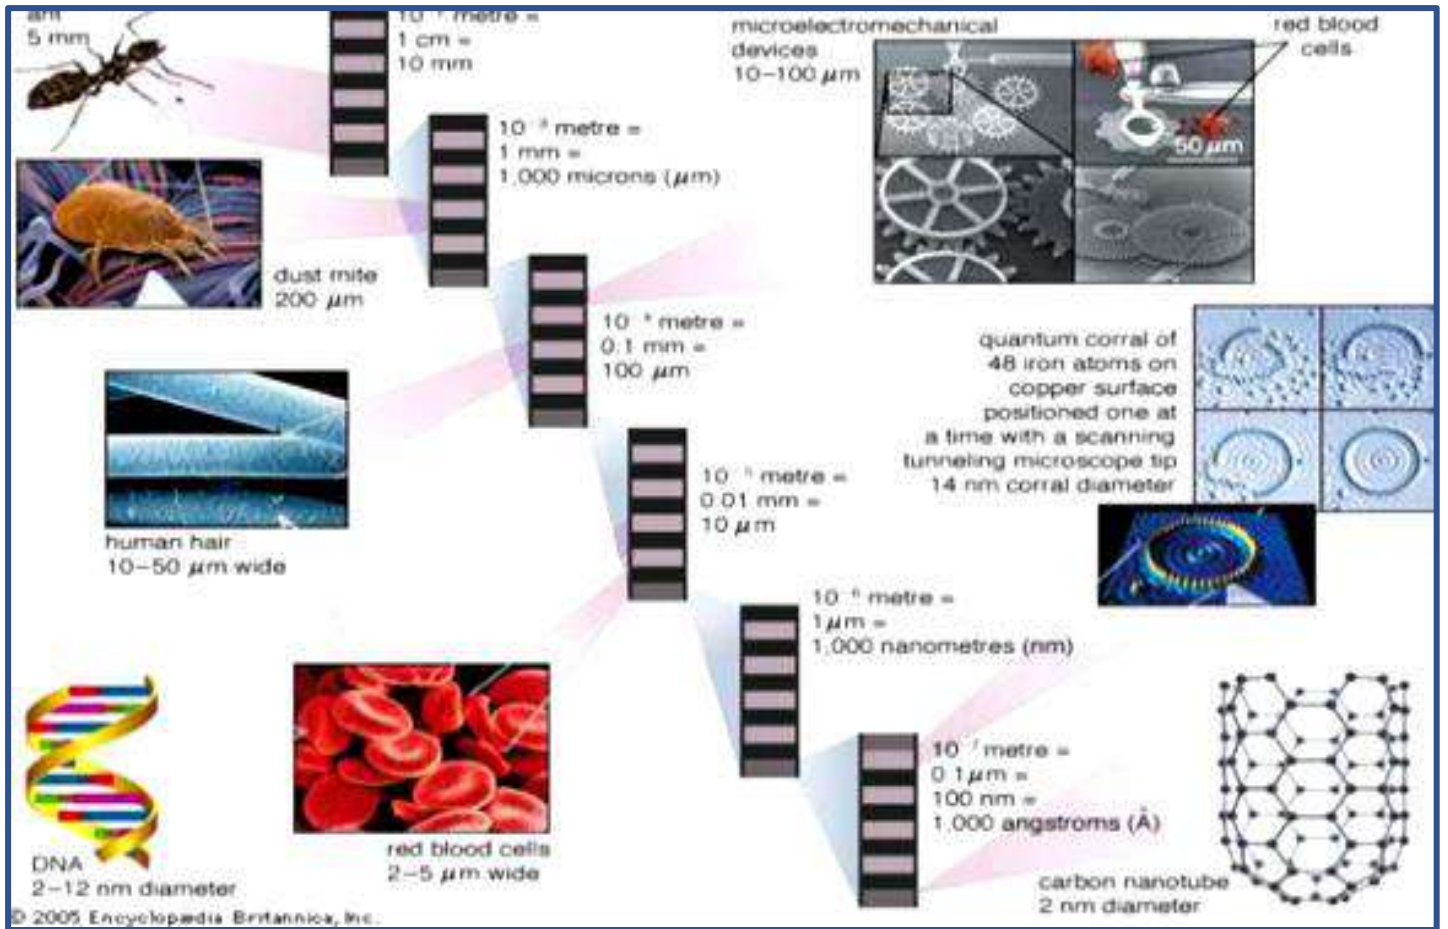 ant
5 mm
10⁻² metre =
1 cm =
10 mm
microelectromechanical
devices
10–100 μm
red blood
cells
50 μm
10⁻³ metre =
1 mm =
1,000 microns (μm)
dust mite
200 μm
10⁻⁴ metre =
0.1 mm =
100 μm
quantum corral of
48 iron atoms on
copper surface
positioned one at
a time with a scanning
tunneling microscope tip
14 nm corral diameter
human hair
10–50 μm wide
10⁻⁵ metre =
0.01 mm =
10 μm
10⁻⁶ metre =
1 μm =
1,000 nanometres (nm)
DNA
2–12 nm diameter
red blood cells
2–5 μm wide
10⁻⁷ metre =
0.1 μm =
100 nm =
1,000 angstroms (Å)
carbon nanotube
2 nm diameter
© 2005 Encyclopædia Britannica, Inc.